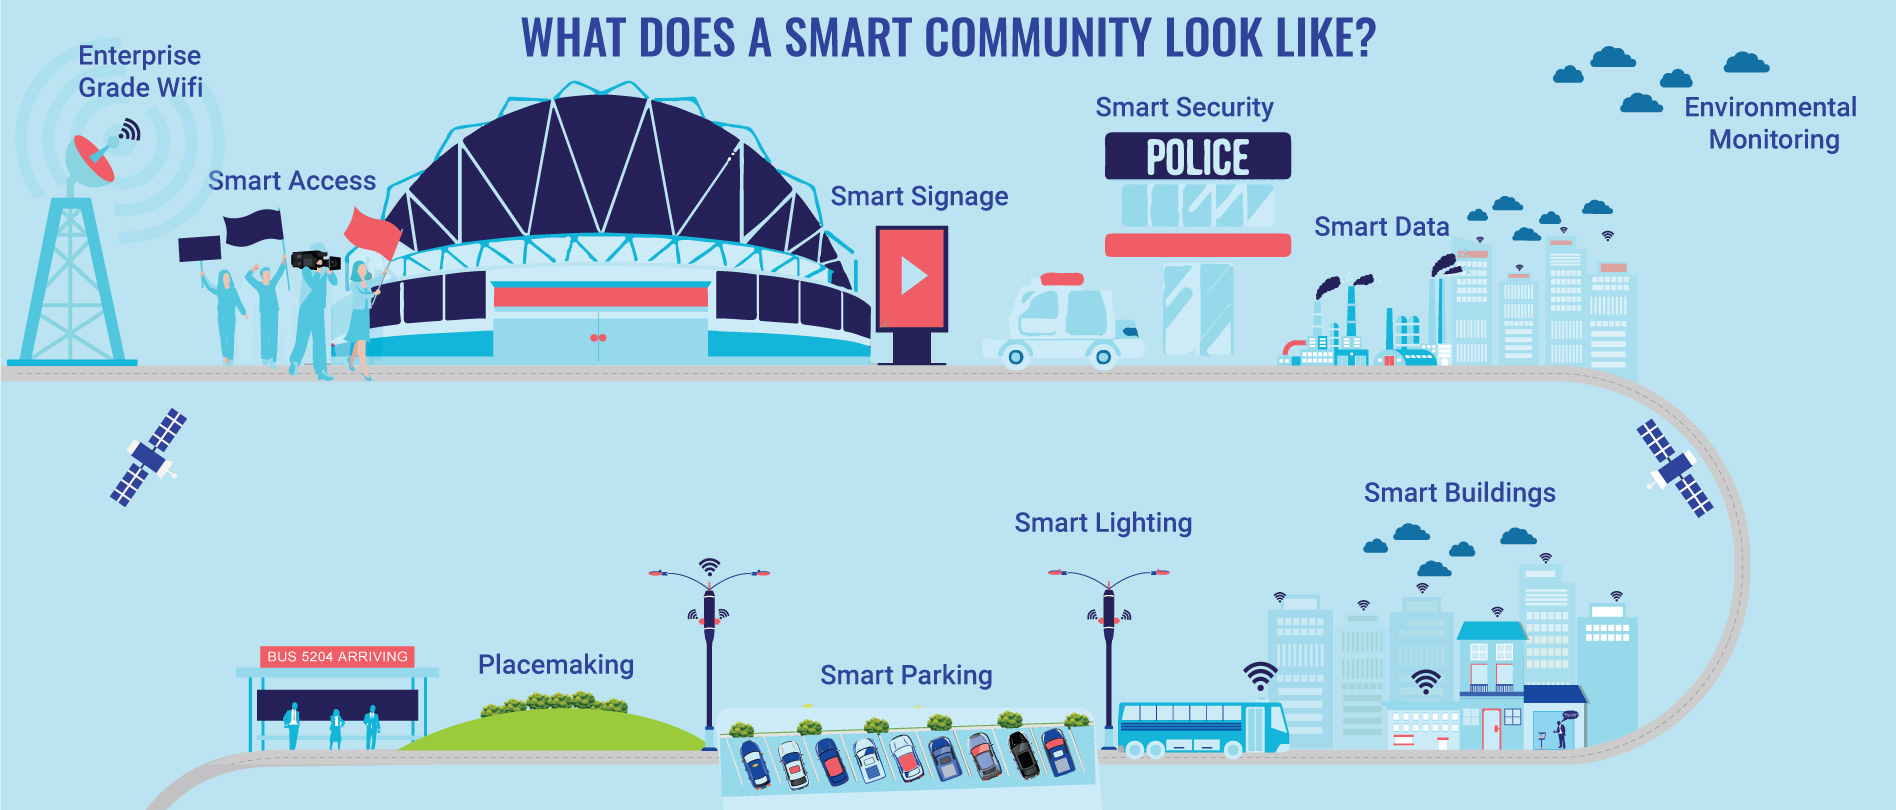 WHAT DOES A SMART COMMUNITY LOOK LIKE?
Enterprise
Grade Wifi
Smart Access
Smart Signage
Smart Security
POLICE
Smart Data
Environmental
Monitoring
Smart Buildings
Smart Lighting
Smart Parking
Placemaking
BUS 5204 ARRIVING